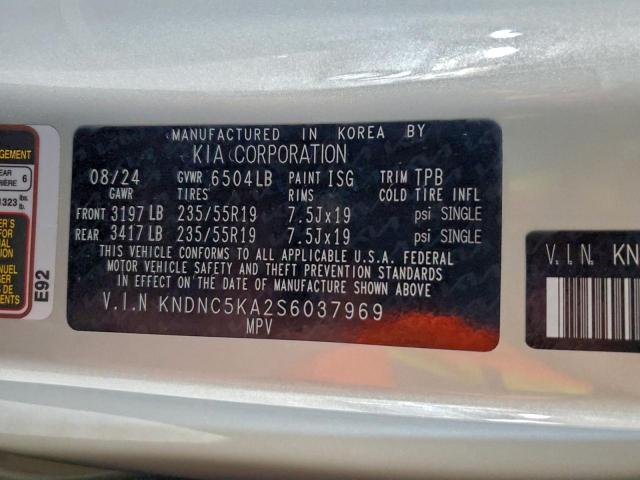 MANUFACTURED IN KOREA BY
KIA CORPORATION
08/24 GVWR 6504LB PAINT ISG TRIM TPB
GAWR TIRES RIMS COLD TIRE INFL
FRONT 3197 LB 235/55R19 7.5Jx19 psi SINGLE
REAR 3417 LB 235/55R19 7.5Jx19 psi SINGLE
THIS VEHICLE CONFORMS TO ALL APPLICABLE U.S.A. FEDERAL
MOTOR VEHICLE SAFETY AND THEFT PREVENTION STANDARDS
IN EFFECT ON THE DATE OF MANUFACTURE SHOWN ABOVE
V.I.N KNDNC5KA2S6037969
MPV
E92
6
1323 lbs.
V.I.N. KN